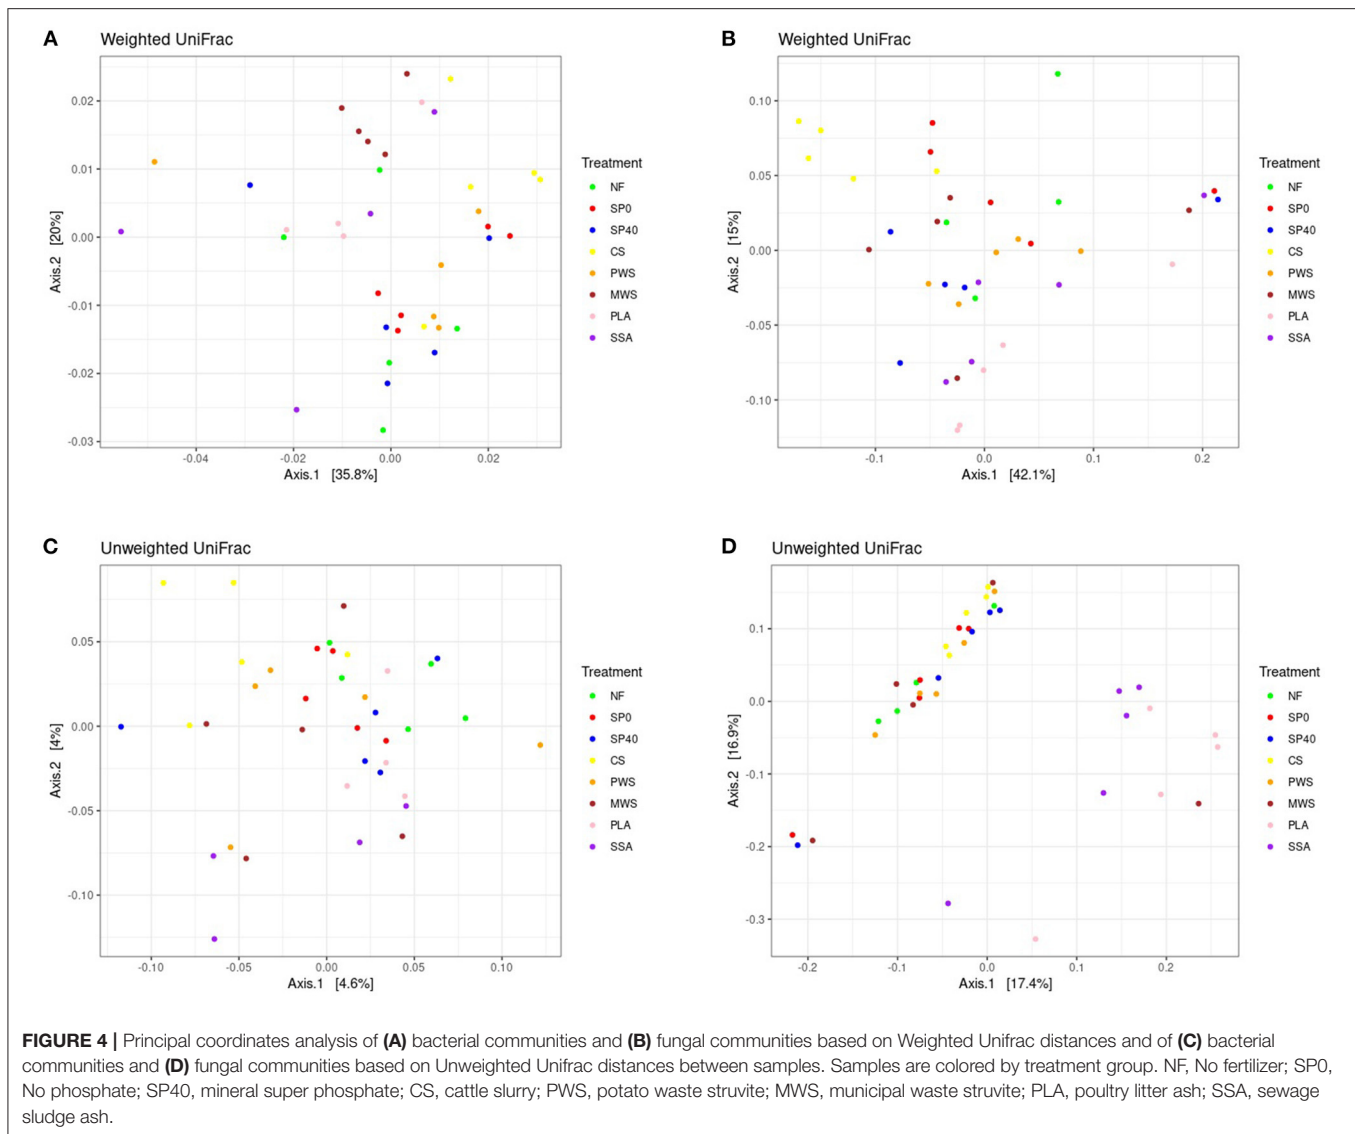 A
Weighted UniFrac
0.02
0.01
0.00
-0.01
-0.02
-0.03
Axis.2 [20%]
-0.04
-0.02
0.00
0.02
Axis.1 [35.8%]
Treatment
NF
SP0
SP40
CS
PWS
MWS
PLA
SSA
B
Weighted UniFrac
0.10
0.05
0.00
-0.05
-0.10
Axis.2 [15%]
-0.1
0.0
0.1
0.2
Axis.1 [42.1%]
Treatment
NF
SP0
SP40
CS
PWS
MWS
PLA
SSA
C
Unweighted UniFrac
0.05
0.00
-0.05
-0.10
Axis.2 [4%]
-0.10
-0.05
0.00
0.05
0.10
Axis.1 [4.6%]
Treatment
NF
SP0
SP40
CS
PWS
MWS
PLA
SSA
D
Unweighted UniFrac
0.1
0.0
-0.1
-0.2
-0.3
Axis.2 [16.9%]
-0.2
-0.1
0.0
0.1
0.2
Axis.1 [17.4%]
Treatment
NF
SP0
SP40
CS
PWS
MWS
PLA
SSA
FIGURE 4 | Principal coordinates analysis of (A) bacterial communities and (B) fungal communities based on Weighted Unifrac distances and of (C) bacterial
communities and (D) fungal communities based on Unweighted Unifrac distances between samples. Samples are colored by treatment group. NF, No fertilizer; SP0,
No phosphate; SP40, mineral super phosphate; CS, cattle slurry; PWS, potato waste struvite; MWS, municipal waste struvite; PLA, poultry litter ash; SSA, sewage
sludge ash.